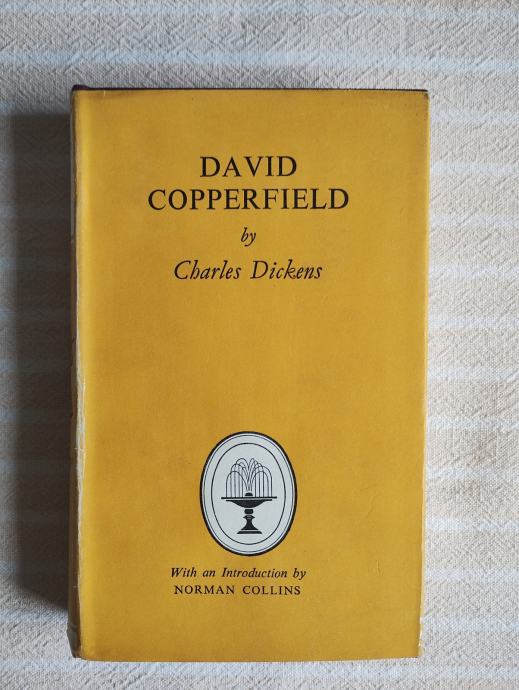 DAVID
COPPERFIELD
by
Charles Dickens
With an Introduction by
NORMAN COLLINS